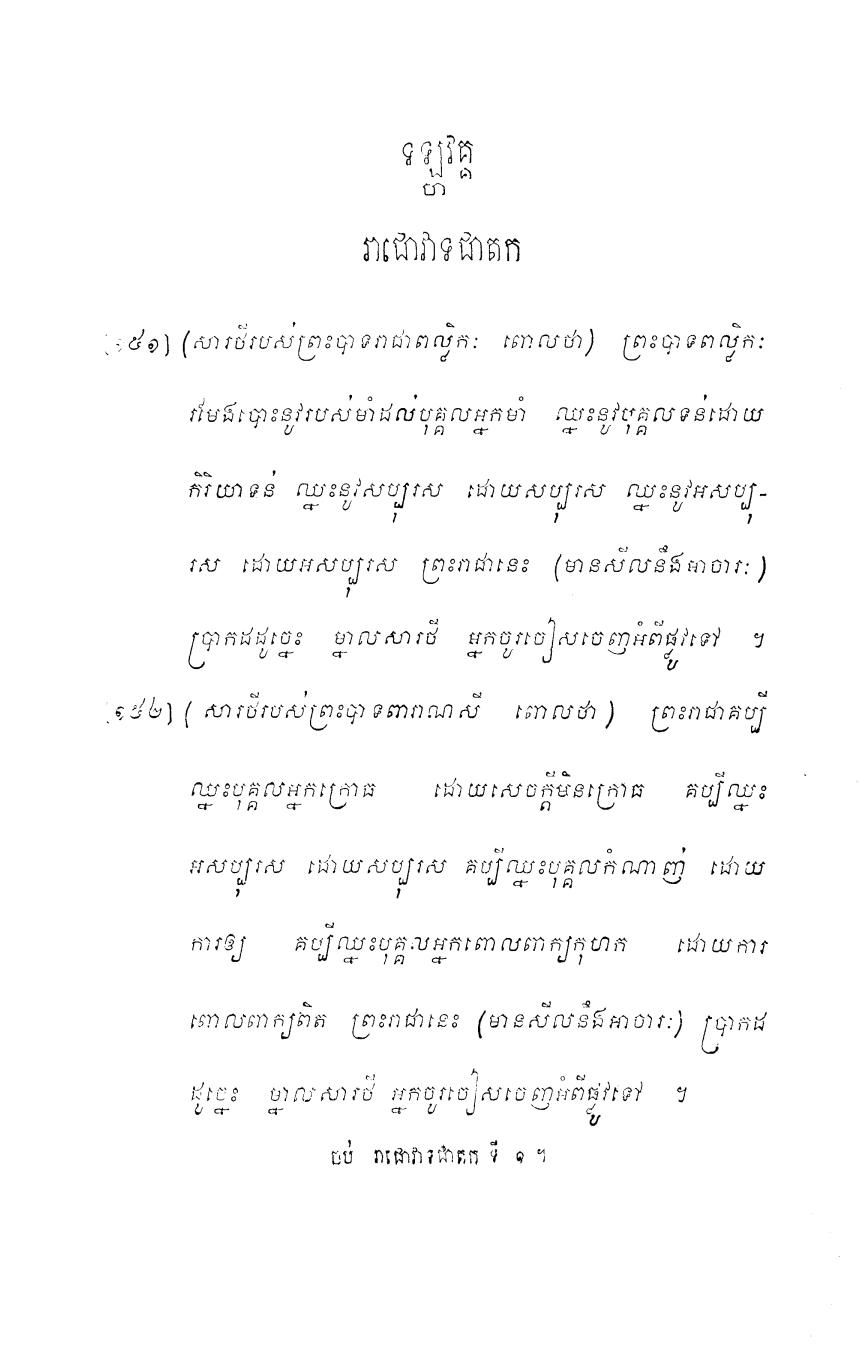 ទឡ្ហវគ្គ
រាជោវាទជាតក
[១៥១] (សារថីរបស់ព្រះបាទរាជាពល្លិកៈ ពោលថា) ព្រះបាទពល្លិកៈ
រមែងបោះនូវរបស់មាំដល់បុគ្គលអ្នកមាំ ឈ្នះនូវបុគ្គលទន់ដោយ
កិរិយាទន់ ឈ្នះនូវសប្បុរស ដោយសប្បុរស ឈ្នះនូវអសប្បុ-
រស ដោយអសប្បុរស ព្រះរាជានេះ (មានសីលនឹងអាចារៈ)
ប្រាកដដូច្នេះ ម្នាលសារថី អ្នកចូរចៀសចេញអំពីផ្លូវទៅ ។
[១៥២] ( សារថីរបស់ព្រះបាទពារាណសី ពោលថា ) ព្រះរាជាគប្បី
ឈ្នះបុគ្គលអ្នកក្រោធ ដោយសេចក្តីមិនក្រោធ គប្បីឈ្នះ
អសប្បុរស ដោយសប្បុរស គប្បីឈ្នះបុគ្គលកំណាញ់ ដោយ
ការឲ្យ គប្បីឈ្នះបុគ្គលអ្នកពោលពាក្យកុហក ដោយការ
ពោលពាក្យពិត ព្រះរាជានេះ (មានសីលនឹងអាចារៈ) ប្រាកដ
ដូច្នេះ ម្នាលសារថី អ្នកចូរចៀសចេញអំពីផ្លូវទៅ ។
ចប់ រាជោវាទជាតក ទី ១ ។